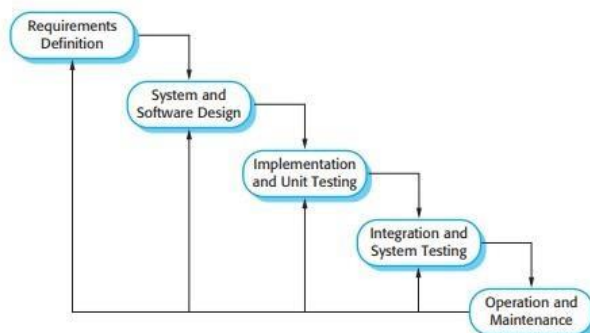 Requirements
Definition
System and
Software Design
Implementation
and Unit Testing
Integration and
System Testing
Operation and
Maintenance